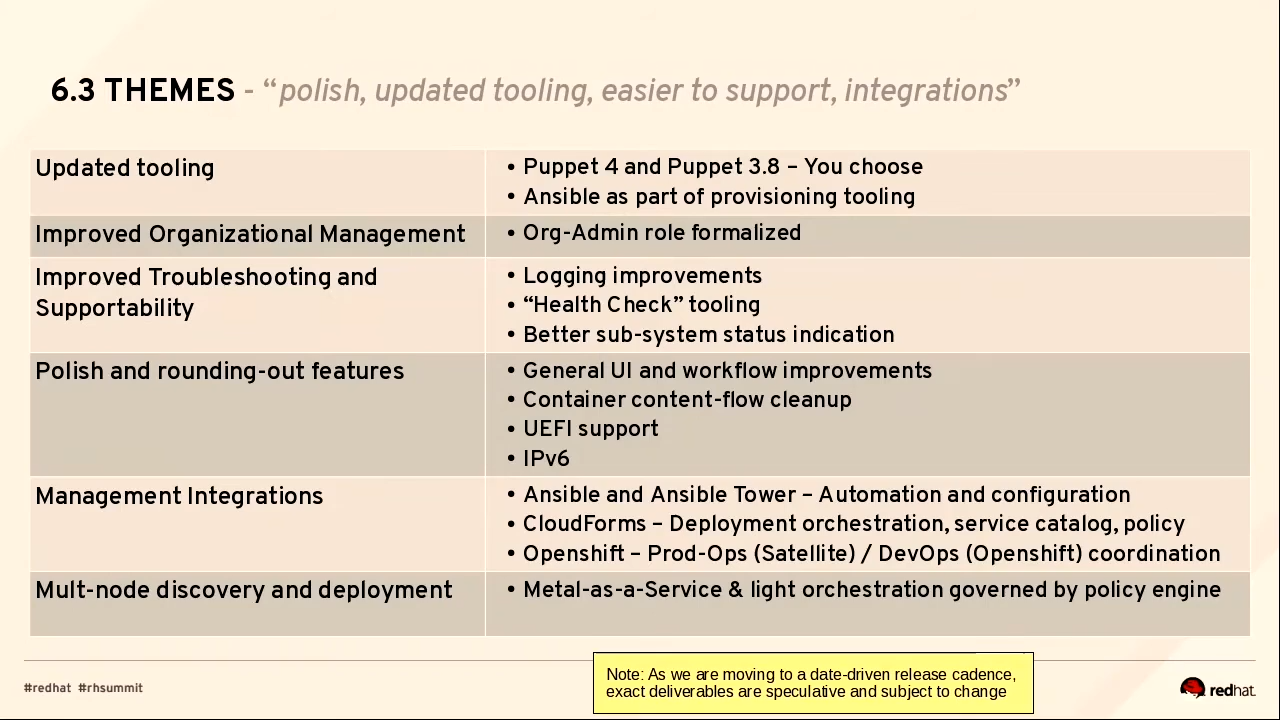 6.3 THEMES - “polish, updated tooling, easier to support, integrations”
Updated tooling
• Puppet 4 and Puppet 3.8 – You choose
• Ansible as part of provisioning tooling
Improved Organizational Management
• Org-Admin role formalized
Improved Troubleshooting and
Supportability
• Logging improvements
• “Health Check” tooling
• Better sub-system status indication
Polish and rounding-out features
• General UI and workflow improvements
• Container content-flow cleanup
• UEFI support
• IPv6
Management Integrations
• Ansible and Ansible Tower – Automation and configuration
• CloudForms – Deployment orchestration, service catalog, policy
• Openshift – Prod-Ops (Satellite) / DevOps (Openshift) coordination
Mult-node discovery and deployment
• Metal-as-a-Service & light orchestration governed by policy engine
Note: As we are moving to a date-driven release cadence,
exact deliverables are speculative and subject to change
#redhat #rhsummit
redhat.